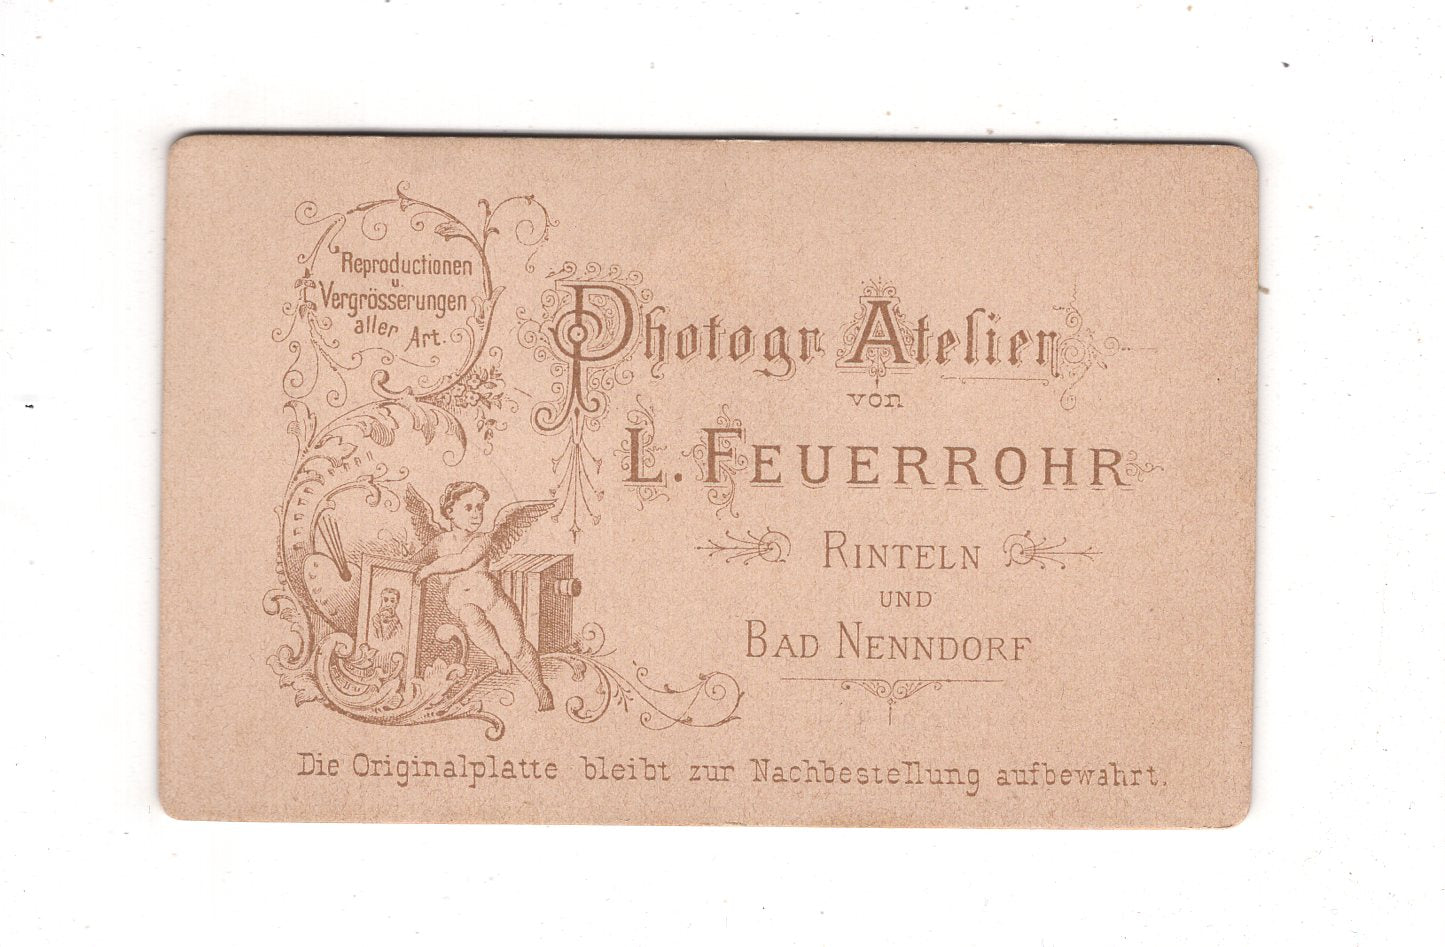 Reproductionen
u.
Vergrösserungen
aller Art.
Photogr Atelier
von
L. FEUERROHR
RINTELN
UND
BAD NENNDORF
Die Originalplatte bleibt zur Nachbestellung aufbewahrt.